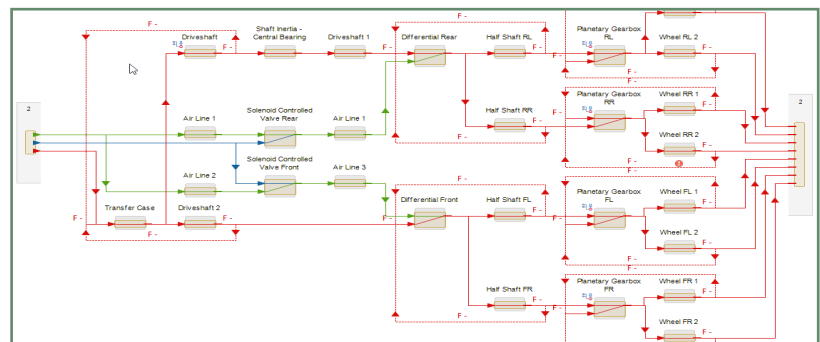 F -
F -
Shaft Inertia -
Central Bearing
Driveshaft
F -
Driveshaft 1
Differential Rear
F -
Half Shaft RL
F -
Planetary Gearbox
RL
Wheel RL 2
F -
F -
2
2
Air Line 1
Solenoid Controlled
Valve Rear
Air Line 1
Half Shaft RR
F -
Planetary Gearbox
RR
Wheel RR 1
F -
Wheel RR 2
Air Line 2
Solenoid Controlled
Valve Front
Air Line 3
F -
Transfer Case
Driveshaft 2
F -
F -
F -
Differential Front
F -
Half Shaft FL
F -
Planetary Gearbox
FL
Wheel FL 1
F -
Wheel FL 2
F -
F -
Half Shaft FR
F -
F -
Planetary Gearbox
FR
Wheel FR 1
F -
Wheel FR 2